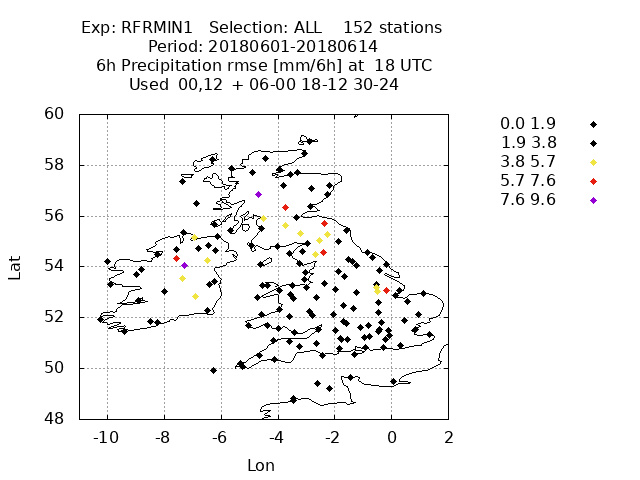 Exp: RFRMIN1   Selection: ALL    152 stations
Period: 20180601-20180614
6h Precipitation rmse [mm/6h] at  18 UTC
Used  00,12  + 06-00 18-12 30-24
0.0 1.9
1.9 3.8
3.8 5.7
5.7 7.6
7.6 9.6
60
58
56
54
52
50
48
Lat
-10 -8 -6 -4 -2 0 2
Lon